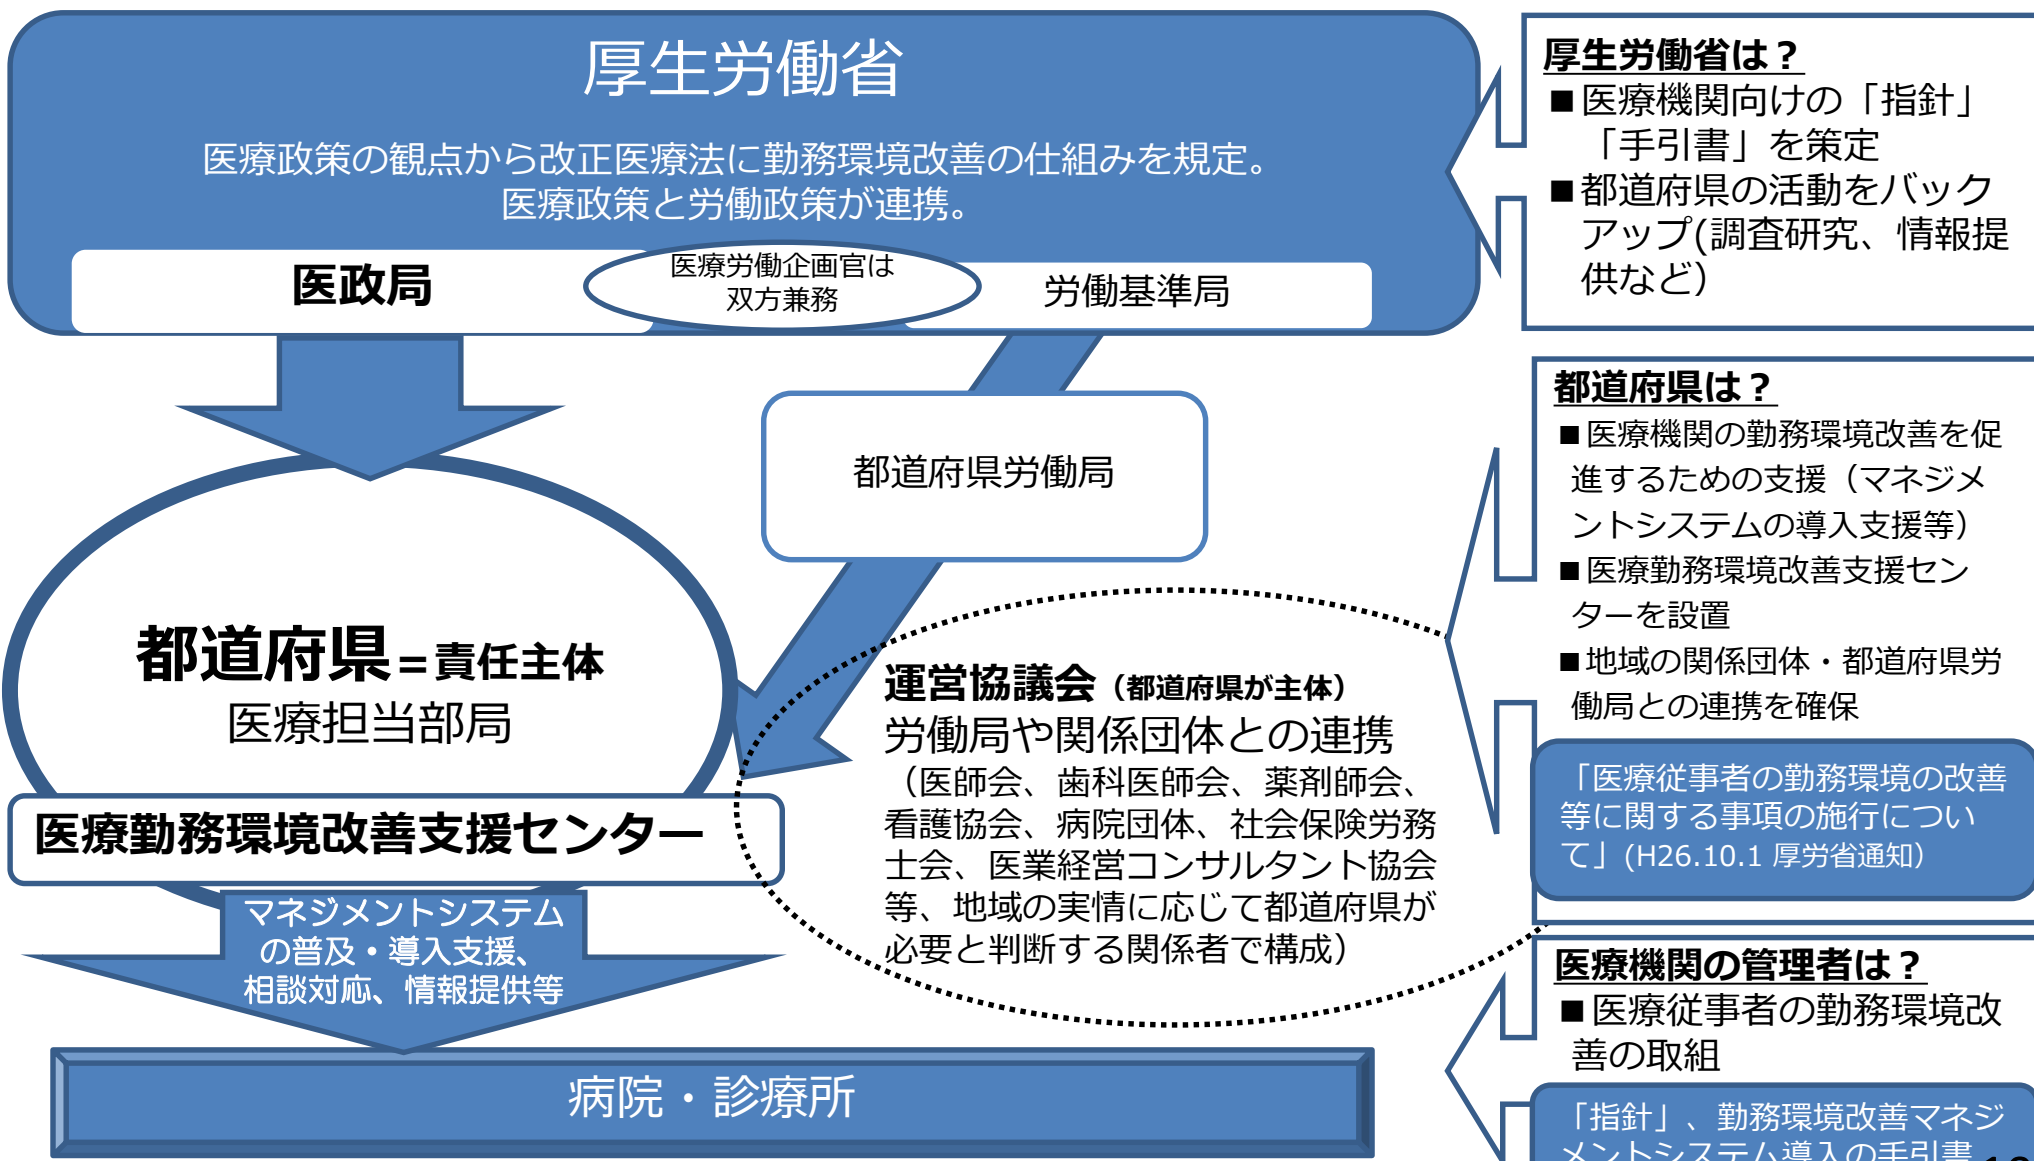 厚生労働省
医療政策の観点から改正医療法に勤務環境改善の仕組みを規定。
医療政策と労働政策が連携。
医政局
医療労働企画官は
双方兼務
労働基準局
都道府県労働局
都道府県＝責任主体
医療担当部局
医療勤務環境改善支援センター
マネジメントシステム
の普及・導入支援、
相談対応、情報提供等
運営協議会（都道府県が主体）
労働局や関係団体との連携
（医師会、歯科医師会、薬剤師会、
看護協会、病院団体、社会保険労務
士会、医業経営コンサルタント協会
等、地域の実情に応じて都道府県が
必要と判断する関係者で構成）
病院・診療所
厚生労働省は？
■医療機関向けの「指針」
「手引書」を策定
■都道府県の活動をバック
アップ(調査研究、情報提
供など）
都道府県は？
■医療機関の勤務環境改善を促
進するための支援（マネジメ
ントシステムの導入支援等）
■医療勤務環境改善支援セン
ターを設置
■地域の関係団体・都道府県労
働局との連携を確保
「医療従事者の勤務環境の改善
等に関する事項の施行につい
て」(H26.10.1 厚労省通知）
医療機関の管理者は？
■医療従事者の勤務環境改
善の取組
「指針」、勤務環境改善マネジ
メントシステム導入の手引書